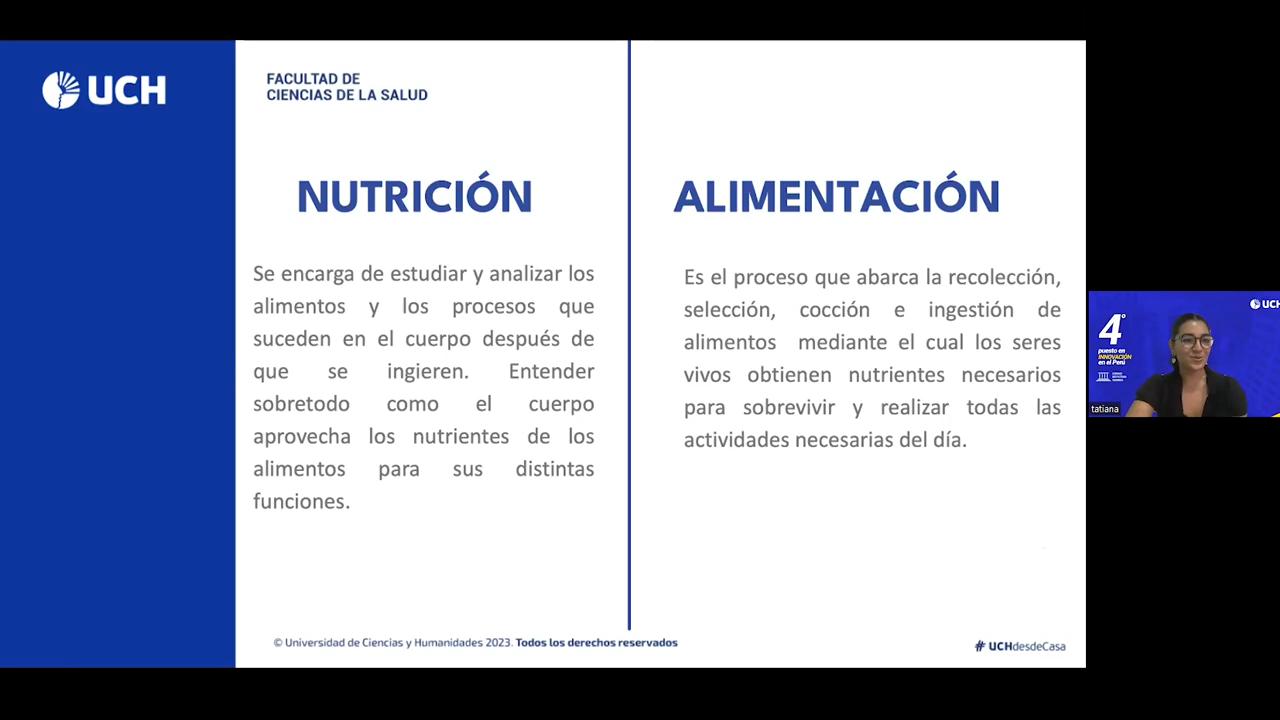 UCH
FACULTAD DE
CIENCIAS DE LA SALUD
NUTRICIÓN
Se encarga de estudiar y analizar los
alimentos y los procesos que
suceden en el cuerpo después de
que se ingieren. Entender
sobretodo como el cuerpo
aprovecha los nutrientes de los
alimentos para sus distintas
funciones.
ALIMENTACIÓN
Es el proceso que abarca la recolección,
selección, cocción e ingestión de
alimentos mediante el cual los seres
vivos obtienen nutrientes necesarios
para sobrevivir y realizar todas las
actividades necesarias del día.
© Universidad de Ciencias y Humanidades 2023. Todos los derechos reservados
# UCHdesdeCasa
UCH
4°
puesto en
INNOVACIÓN
en el Perú
tatiana